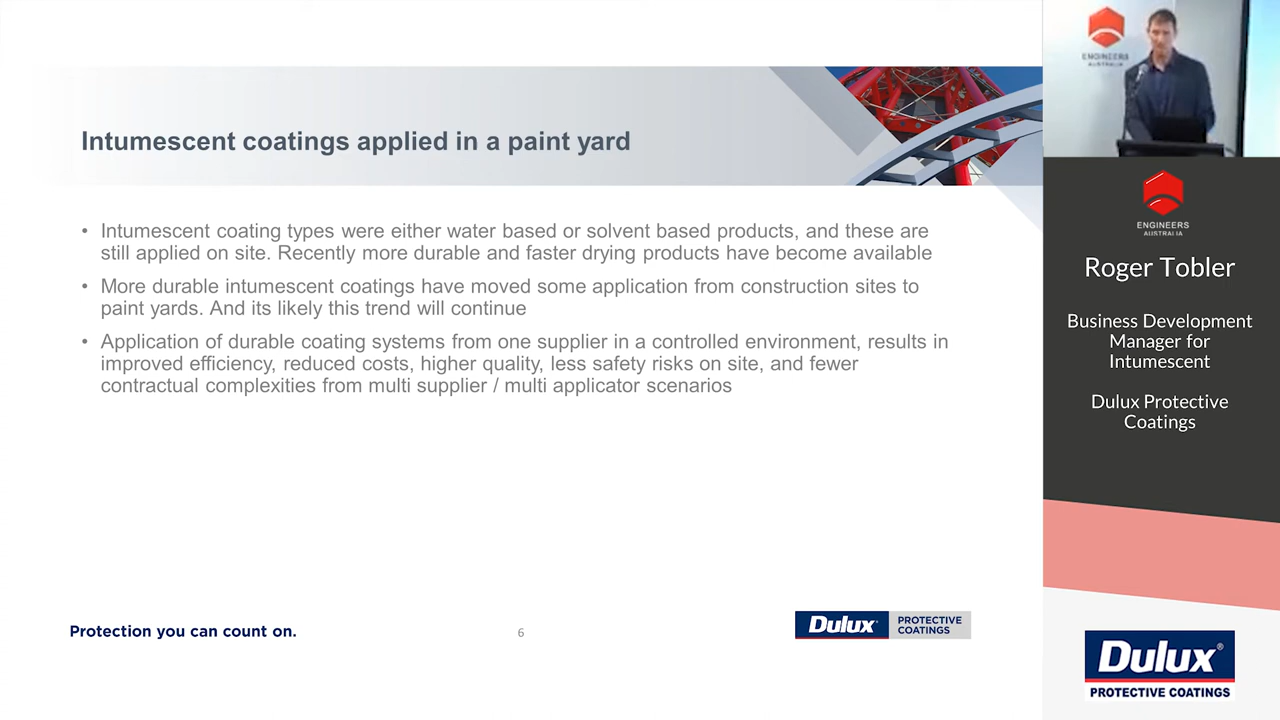 Intumescent coatings applied in a paint yard
• Intumescent coating types were either water based or solvent based products, and these are
still applied on site. Recently more durable and faster drying products have become available
• More durable intumescent coatings have moved some application from construction sites to
paint yards. And its likely this trend will continue
• Application of durable coating systems from one supplier in a controlled environment, results in
improved efficiency, reduced costs, higher quality, less safety risks on site, and fewer
contractual complexities from multi supplier / multi applicator scenarios
Protection you can count on.
6
Dulux
PROTECTIVE
COATINGS
ENGINEERS
AUSTRALIA
ENGINEERS
AUSTRALIA
Roger Tobler
Business Development
Manager for
Intumescent
Dulux Protective
Coatings
Dulux®
PROTECTIVE COATINGS